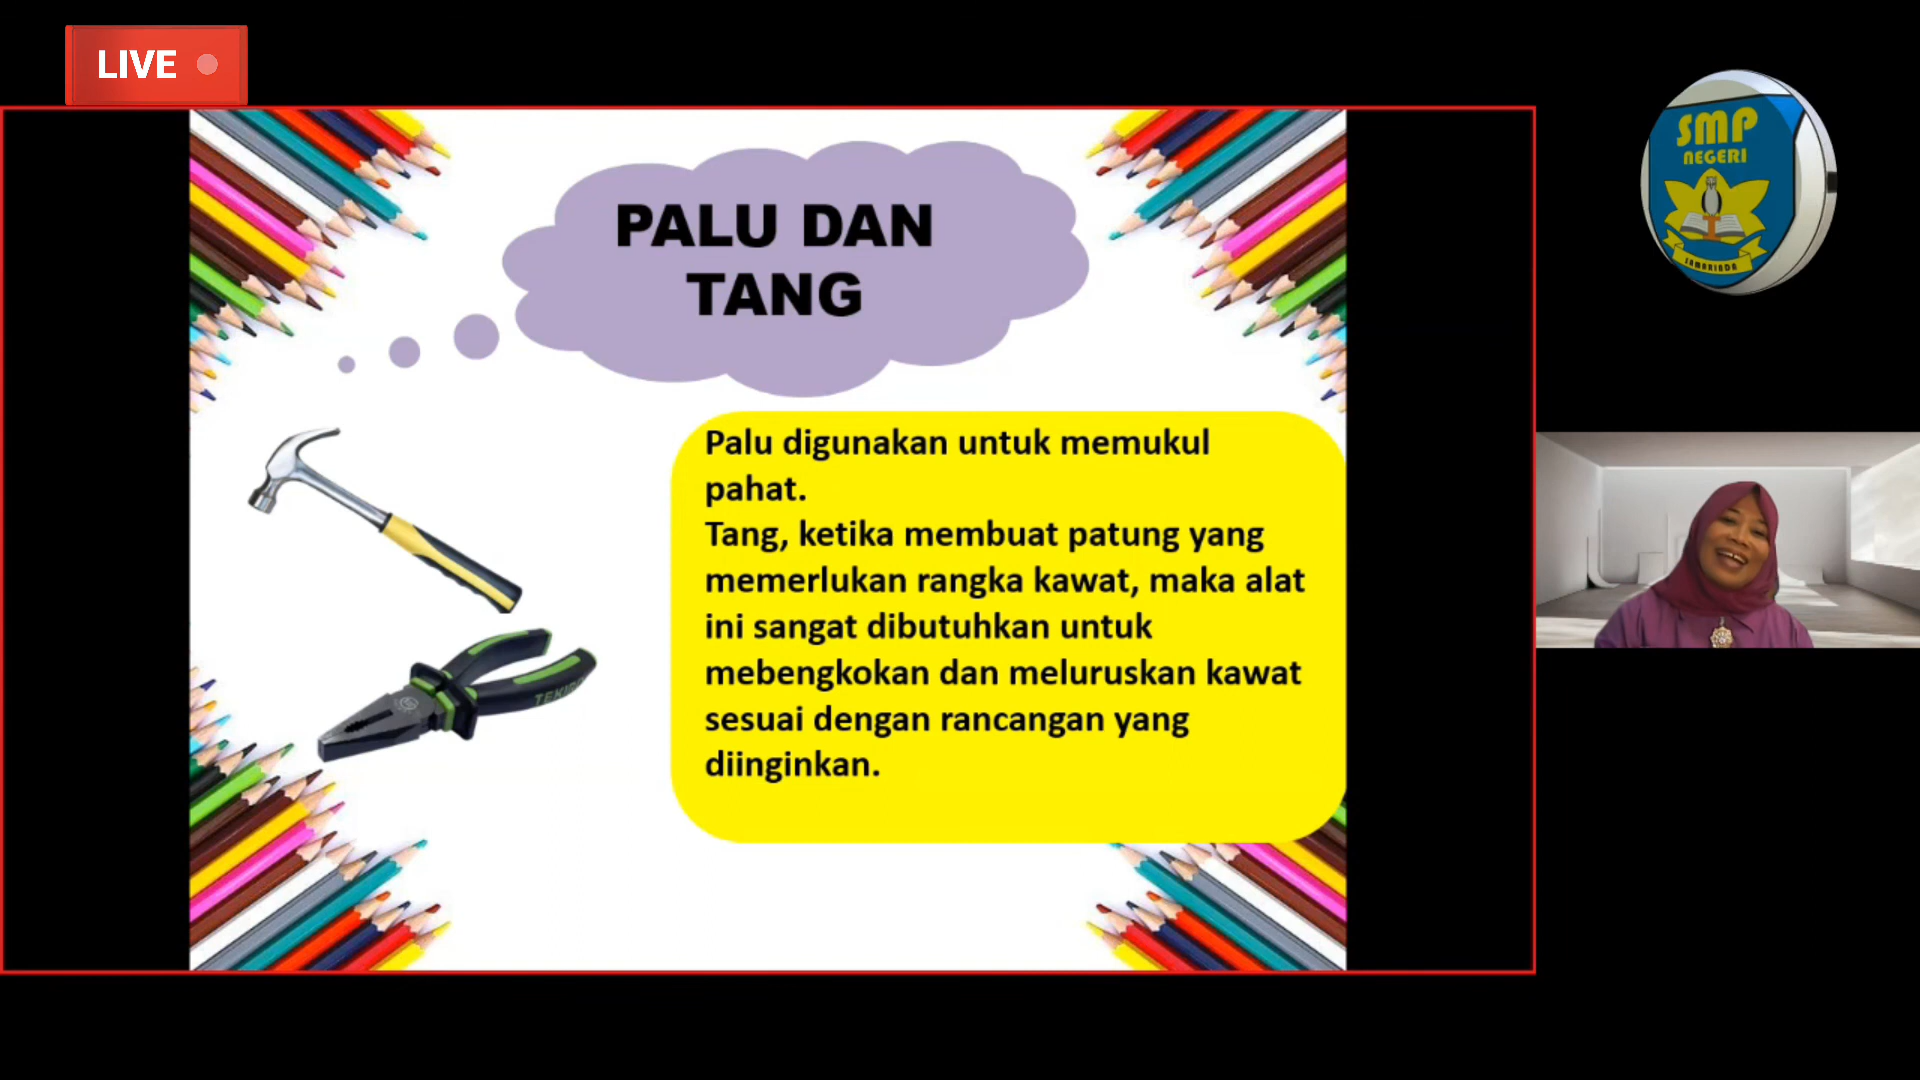 LIVE
SMP
NEGERI
SAMARINDA
PALU DAN
TANG
Palu digunakan untuk memukul
pahat.
Tang, ketika membuat patung yang
memerlukan rangka kawat, maka alat
ini sangat dibutuhkan untuk
mebengkokan dan meluruskan kawat
sesuai dengan rancangan yang
diinginkan.